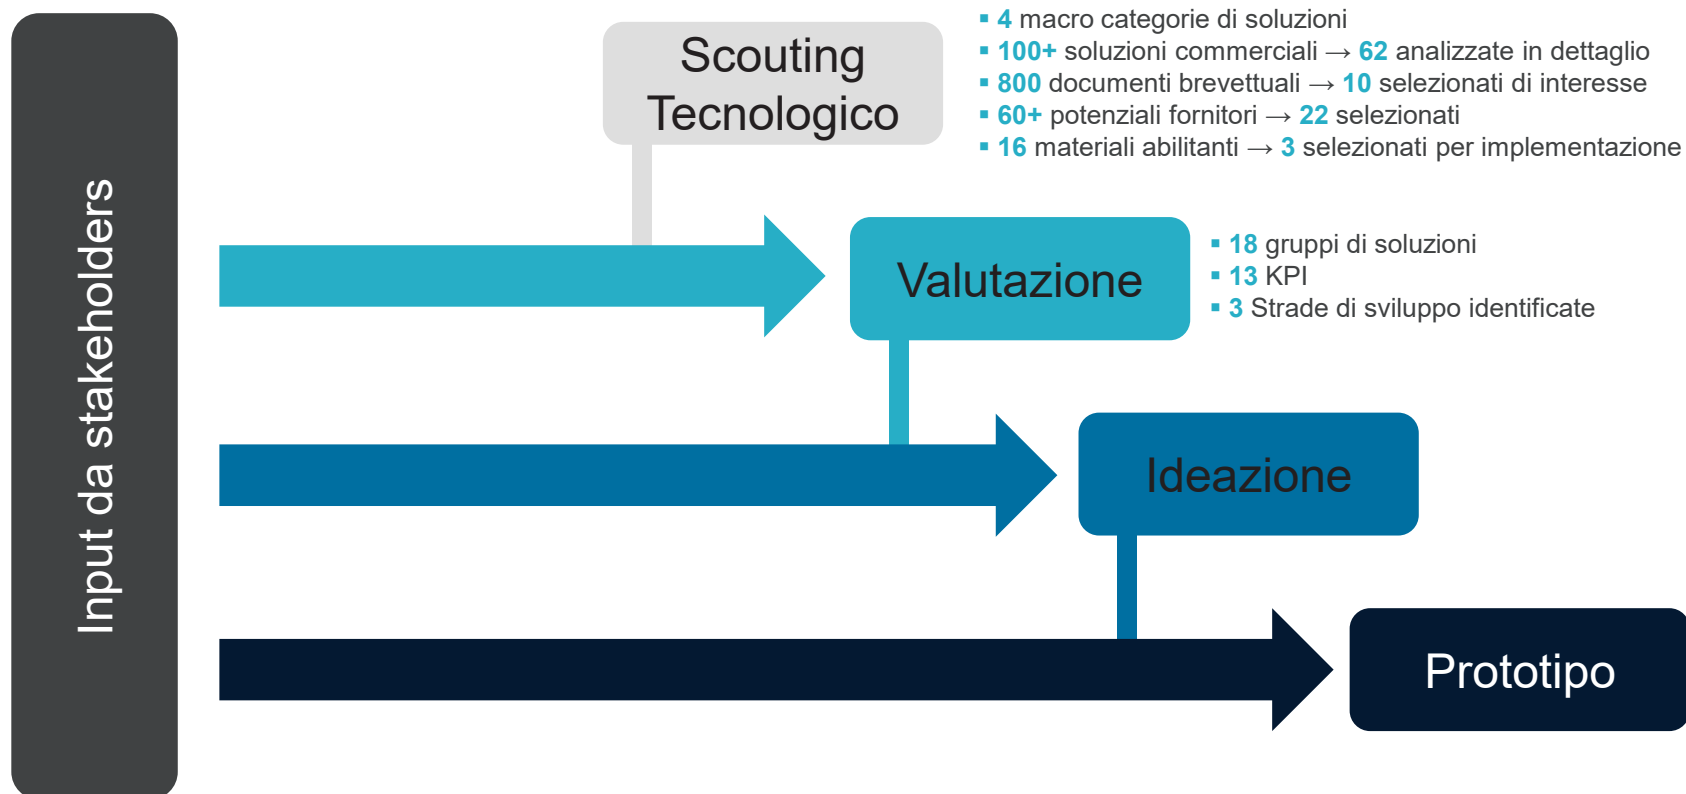 Input da stakeholders
Scouting
Tecnologico
▪ 4 macro categorie di soluzioni
▪ 100+ soluzioni commerciali → 62 analizzate in dettaglio
▪ 800 documenti brevettuali → 10 selezionati di interesse
▪ 60+ potenziali fornitori → 22 selezionati
▪ 16 materiali abilitanti → 3 selezionati per implementazione
Valutazione
▪ 18 gruppi di soluzioni
▪ 13 KPI
▪ 3 Strade di sviluppo identificate
Ideazione
Prototipo